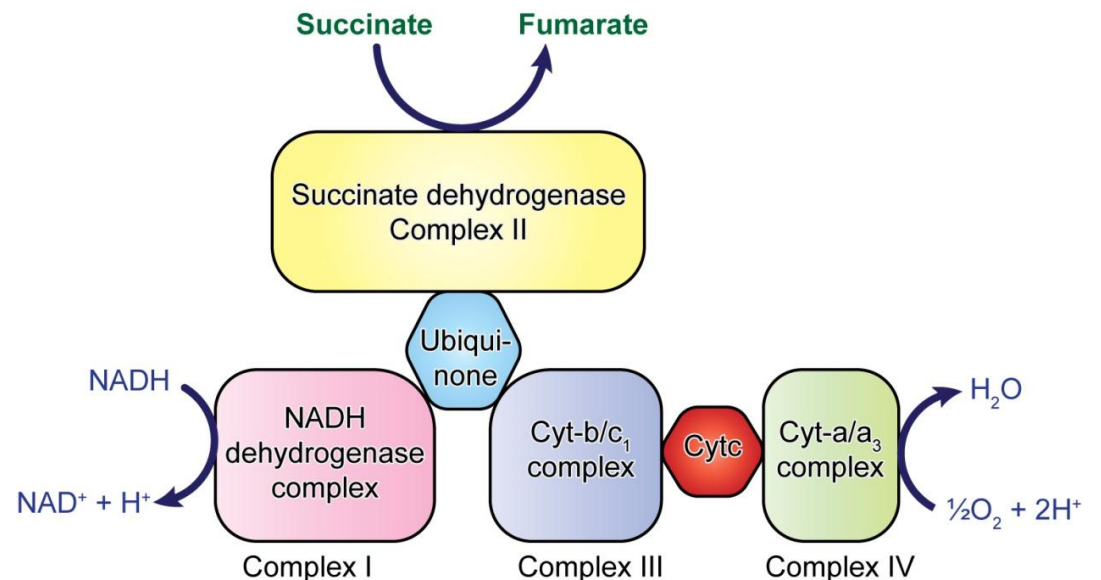 Succinate Fumarate
Succinate dehydrogenase
Complex II
Ubiqui-
none
NADH
NAD⁺ + H⁺
NADH
dehydrogenase
complex
Cyt-b/c₁
complex
Cytc
Cyt-a/a₃
complex
H₂O
½O₂ + 2H⁺
Complex I
Complex III
Complex IV